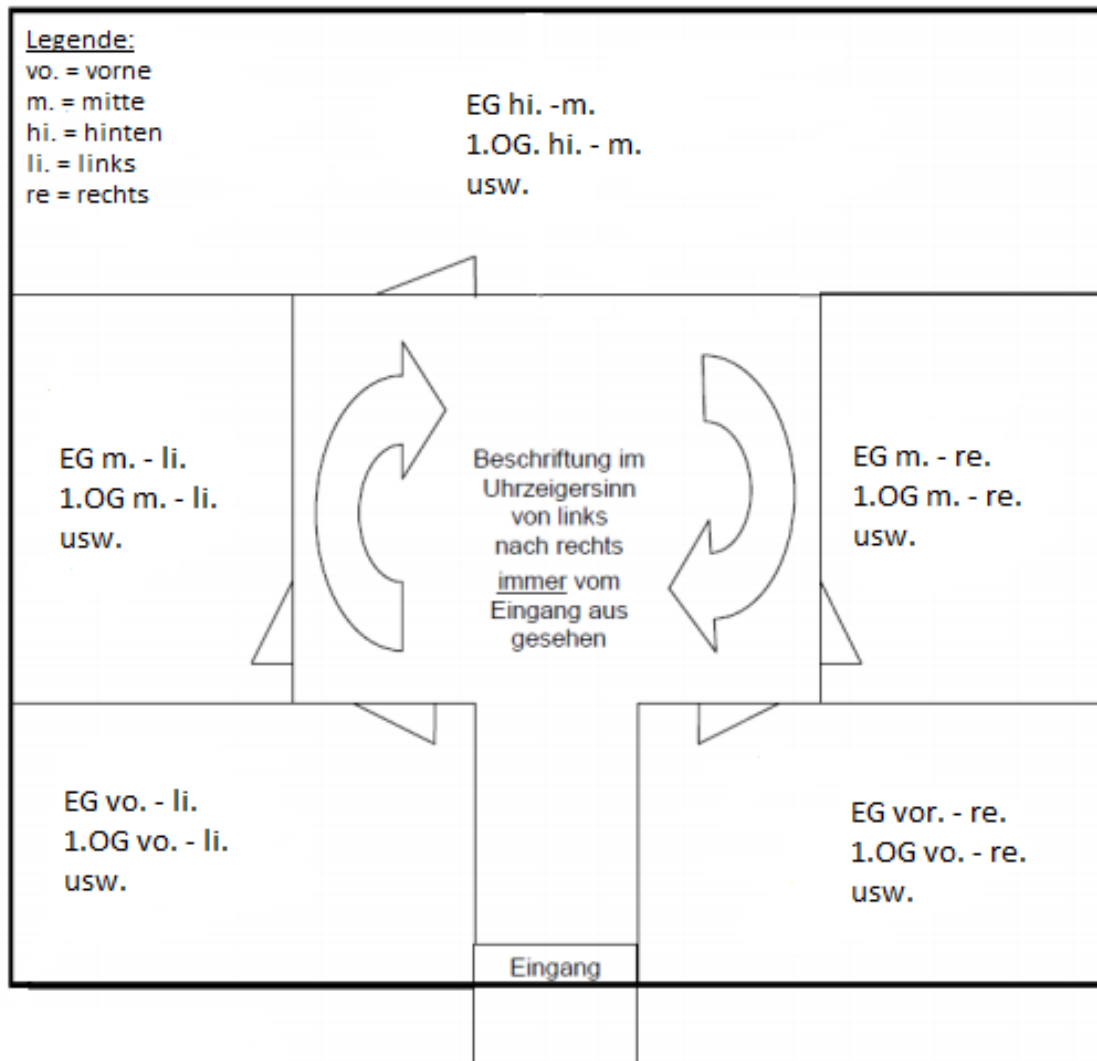 Legende:
vo. = vorne
m. = mitte
hi. = hinten
li. = links
re = rechts
EG hi. -m.
1.OG. hi. - m.
usw.
EG m. - li.
1.OG m. - li.
usw.
Beschriftung im
Uhrzeigersinn
von links
nach rechts
immer vom
Eingang aus
gesehen
EG m. - re.
1.OG m. - re.
usw.
EG vo. - li.
1.OG vo. - li.
usw.
EG vor. - re.
1.OG vo. - re.
usw.
Eingang